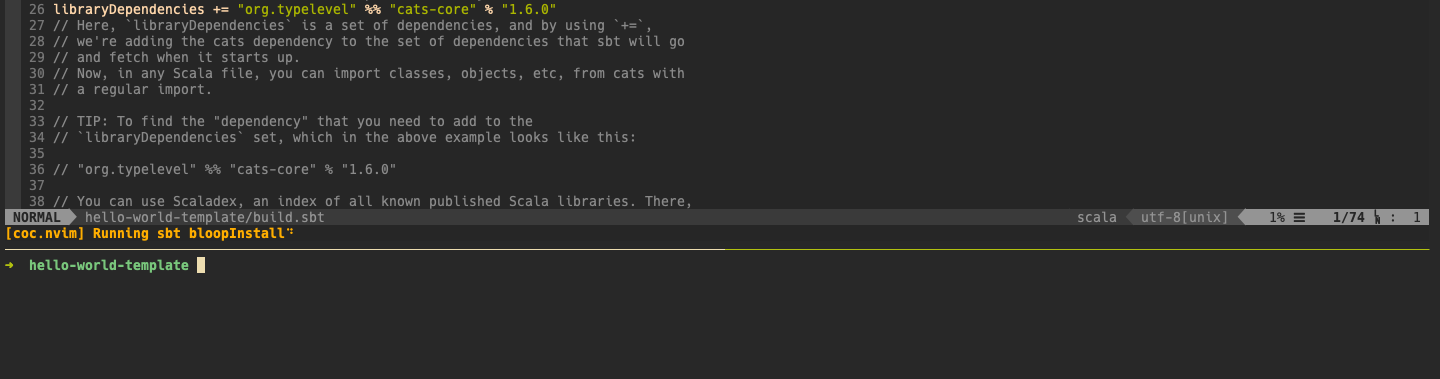 26 libraryDependencies += "org.typelevel" %% "cats-core" % "1.6.0"
27 // Here, `libraryDependencies` is a set of dependencies, and by using `+=`,
28 // we're adding the cats dependency to the set of dependencies that sbt will go
29 // and fetch when it starts up.
30 // Now, in any Scala file, you can import classes, objects, etc, from cats with
31 // a regular import.
32
33 // TIP: To find the "dependency" that you need to add to the
34 // `libraryDependencies` set, which in the above example looks like this:
35
36 // "org.typelevel" %% "cats-core" % "1.6.0"
37
38 // You can use Scaladex, an index of all known published Scala libraries. There,
NORMAL hello-world-template/build.sbt scala utf-8[unix] 1% ☰ 1/74 ㏑ : 1
[coc.nvim] Running sbt bloopInstall
➜ hello-world-template